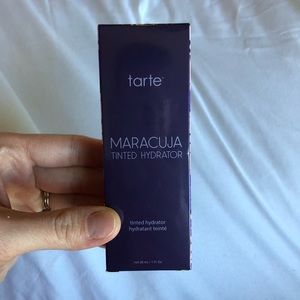 tarte
MARACUJA
TINTED HYDRATOR
tinted hydrator
hydratant teinté